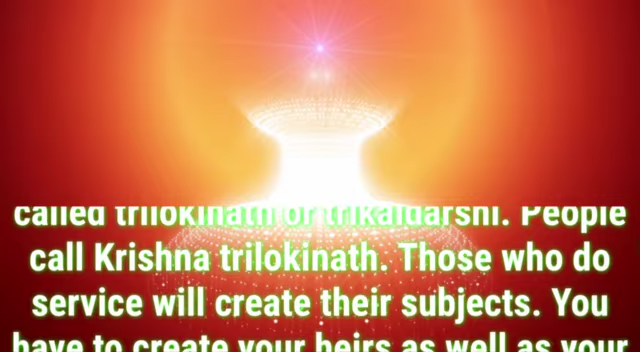 called trilokinath or trikaldarshi. People
call Krishna trilokinath. Those who do
service will create their subjects. You
have to create your heirs as well as your